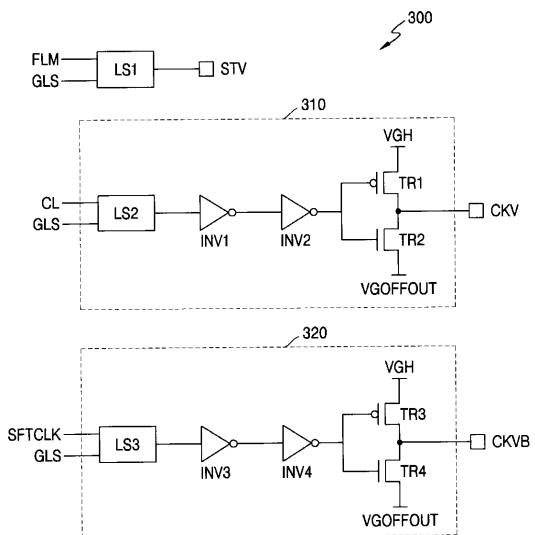 300
FLM
GLS
LS1
STV
310
VGH
CL
GLS
LS2
INV1
INV2
TR1
TR2
CKV
VGOFFOUT
320
VGH
SFTCLK
GLS
LS3
INV3
INV4
TR3
TR4
CKVB
VGOFFOUT